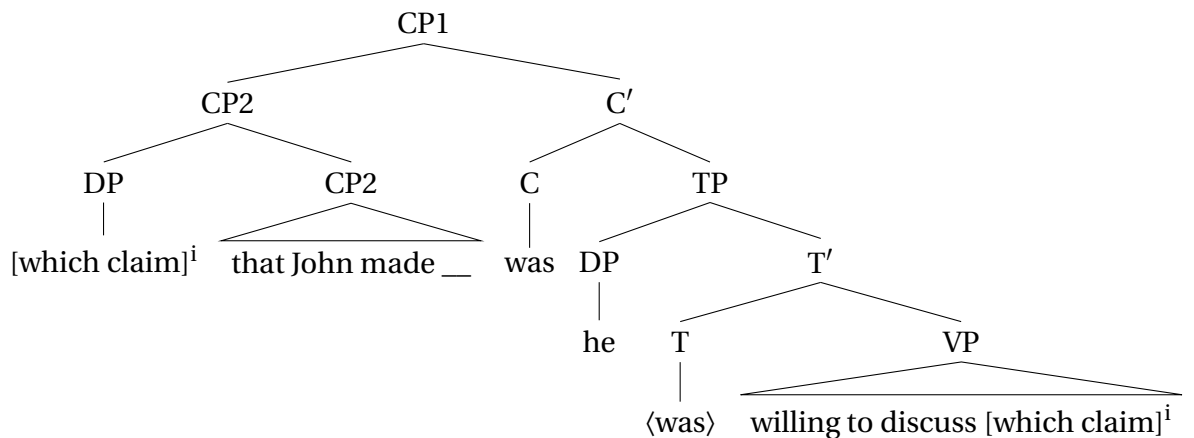 CP1
CP2 C′
DP CP2 C TP
[which claim]ⁱ that John made __ was DP T′
he T VP
⟨was⟩ willing to discuss [which claim]ⁱ